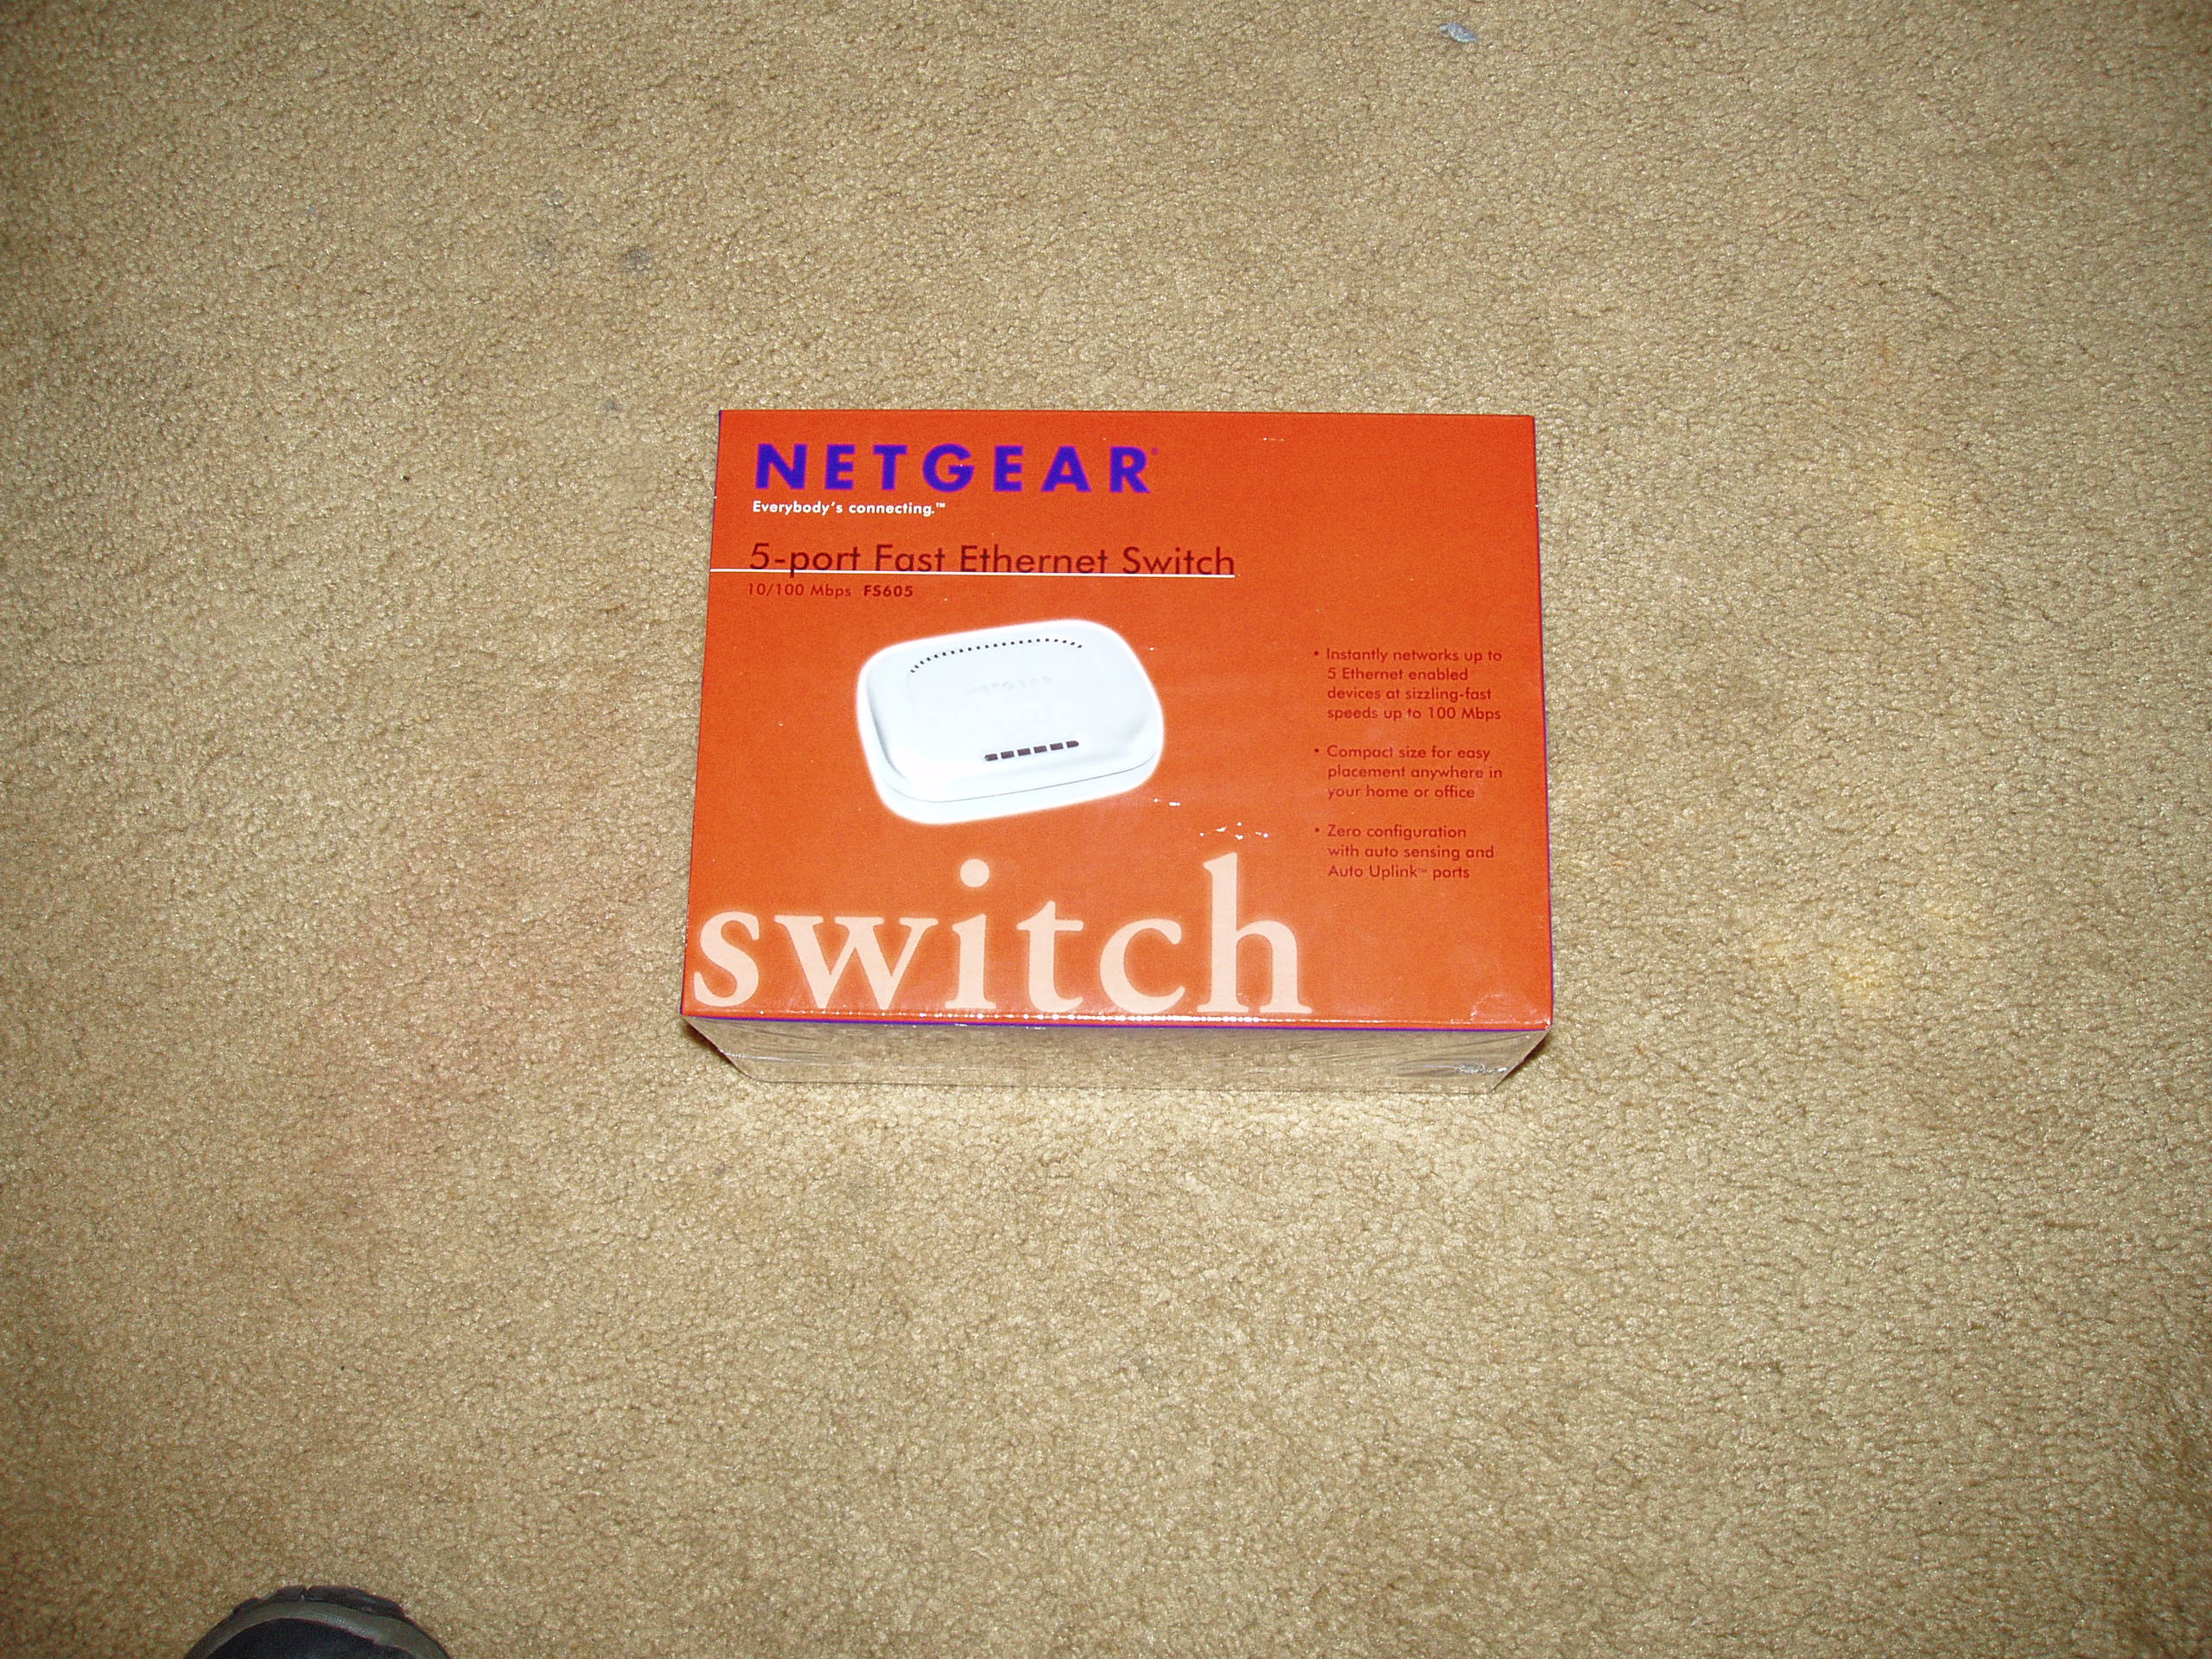 NETGEAR®
Everybody's connecting.™
5-port Fast Ethernet Switch
10/100 Mbps FS605
NETGEAR
• Instantly networks up to
5 Ethernet enabled
devices at sizzling-fast
speeds up to 100 Mbps
• Compact size for easy
placement anywhere in
your home or office
• Zero configuration
with auto sensing and
Auto Uplink™ ports
switch